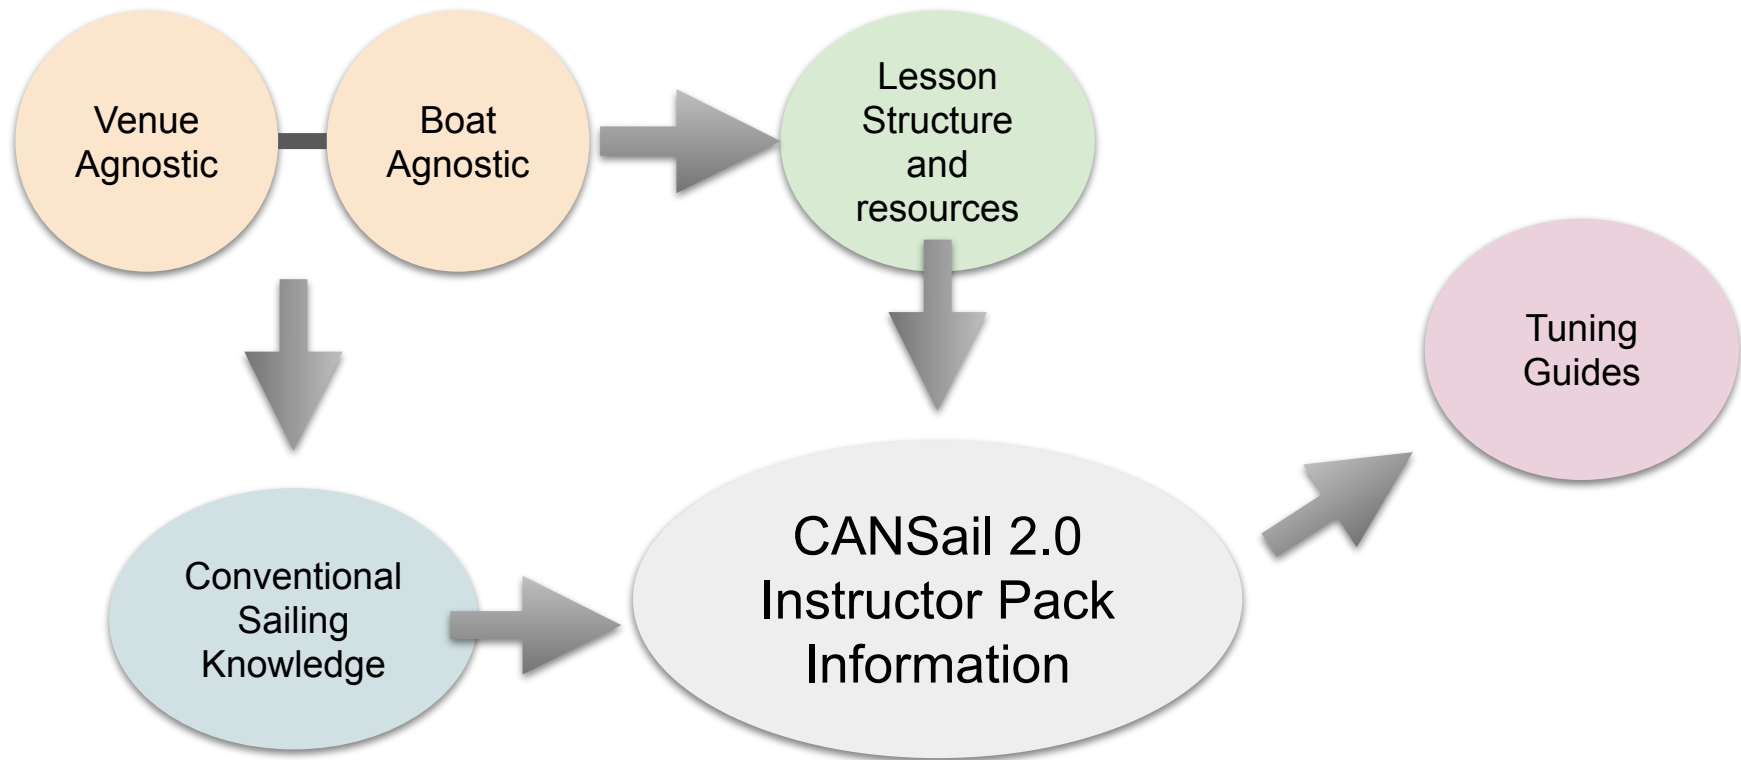 Venue
Agnostic
Boat
Agnostic
Lesson
Structure
and
resources
Tuning
Guides
Conventional
Sailing
Knowledge
CANSail 2.0
Instructor Pack
Information